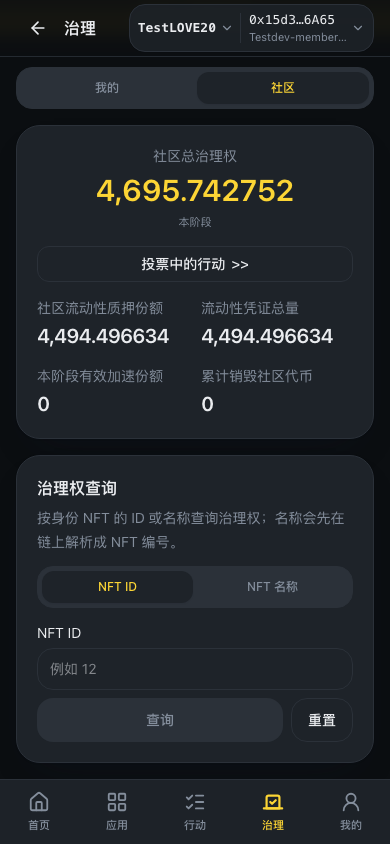 治理
TestLOVE20
0x15d3…6A65
Testdev-member...
我的
社区
社区总治理权
4,695.742752
本阶段
投票中的行动 >>
社区流动性质押份额
流动性凭证总量
4,494.496634
4,494.496634
本阶段有效加速份额
累计销毁社区代币
0
0
治理权查询
按身份 NFT 的 ID 或名称查询治理权；名称会先在
链上解析成 NFT 编号。
NFT ID
NFT 名称
NFT ID
例如 12
查询
重置
首页
应用
行动
治理
我的